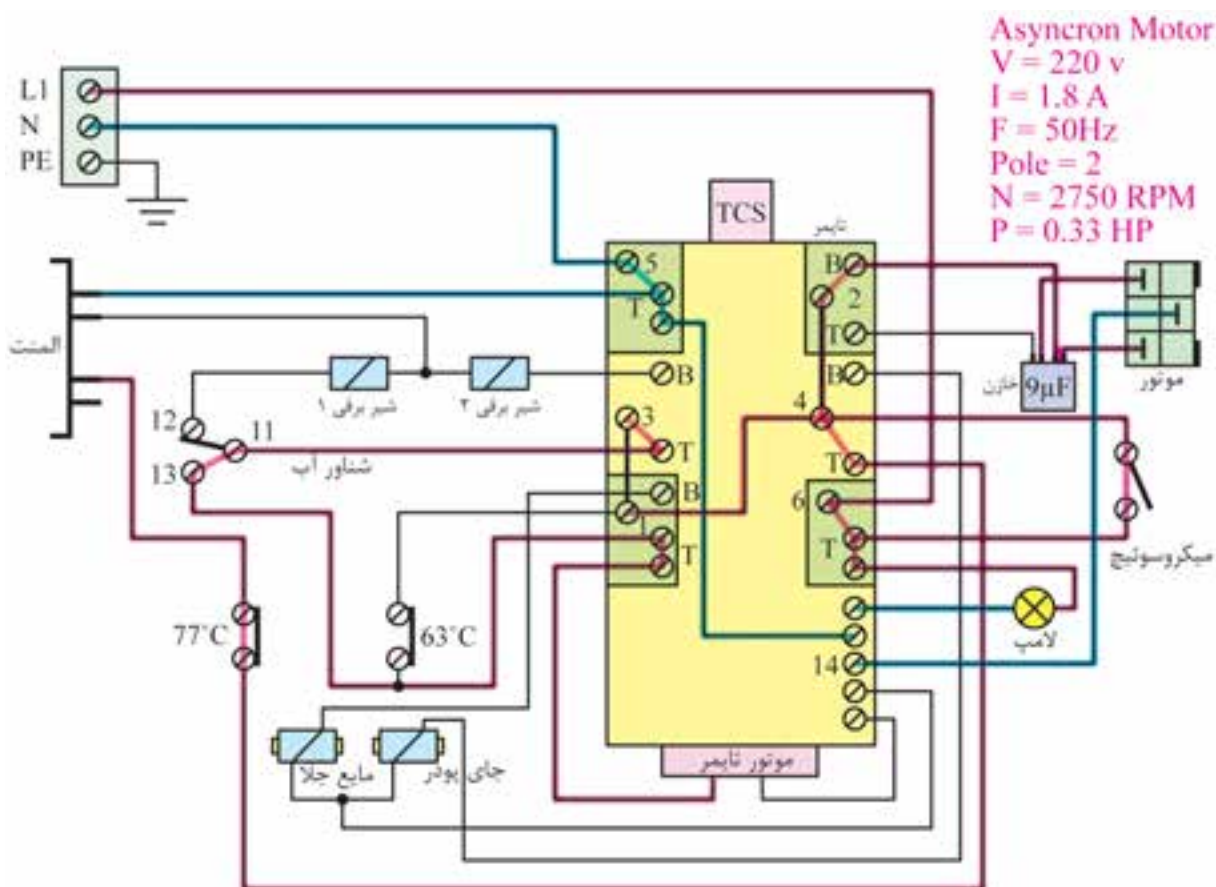 Asyncron Motor
V = 220 v
I = 1.8 A
F = 50Hz
Pole = 2
N = 2750 RPM
P = 0.33 HP
L1
N
PE
TCS
تایمر
5
T
B
2
T
B
المنت
شیر برقی ۱
شیر برقی ۲
B
خازن
9μF
موتور
12
11
13
شناور آب
3
T
4
T
B
1
T
6
T
میکروسوئیچ
77°C
63°C
لامپ
14
مایع جلا
جای پودر
موتور تایمر